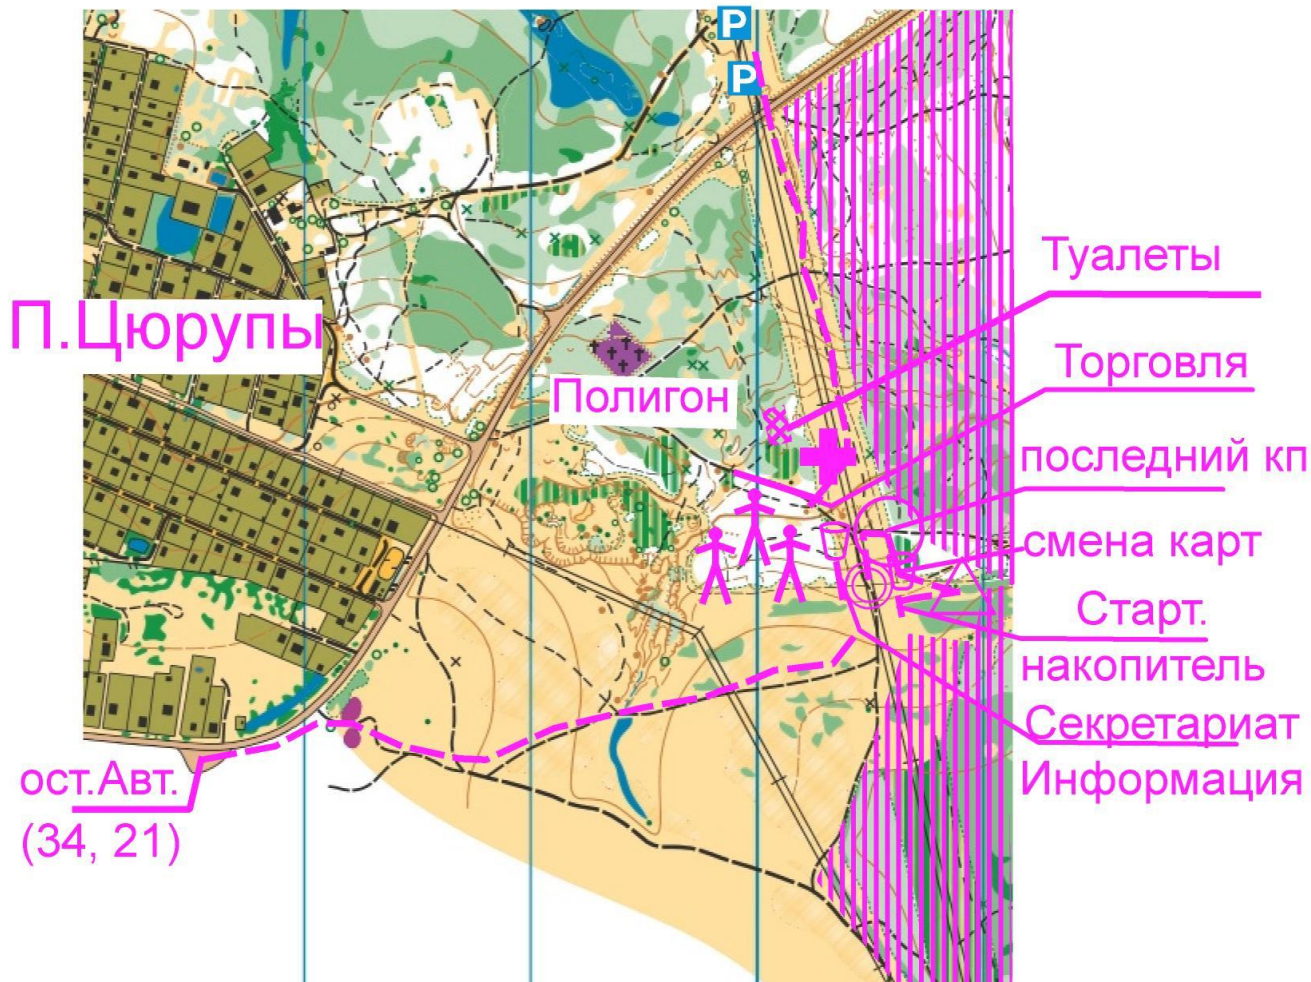 P
P
Туалеты
П.Цюрупы
Торговля
Полигон
последний кп
смена карт
Старт.
накопитель
Секретариат
Информация
ост.Авт.
(34, 21)